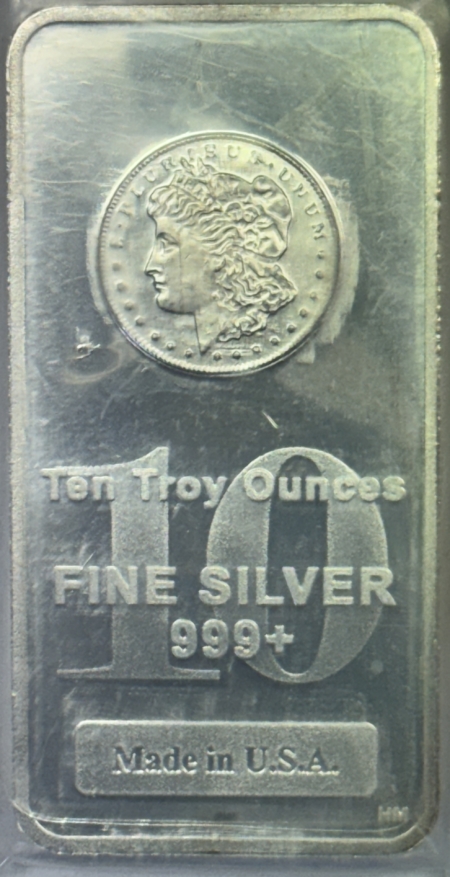 E·PLURIBUS·UNUM
10
Ten Troy Ounces
FINE SILVER
999+
Made in U.S.A.
HM